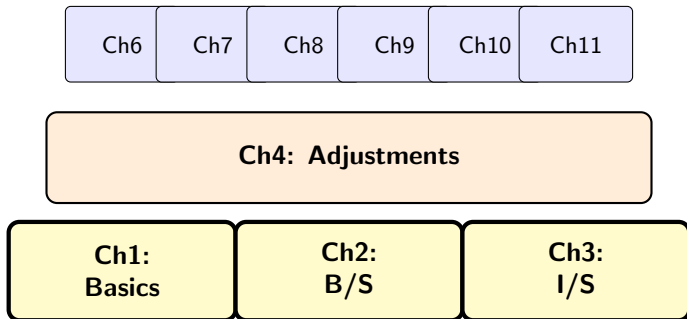 Ch6 Ch7 Ch8 Ch9 Ch10 Ch11
Ch4: Adjustments
Ch1:
Basics
Ch2:
B/S
Ch3:
I/S